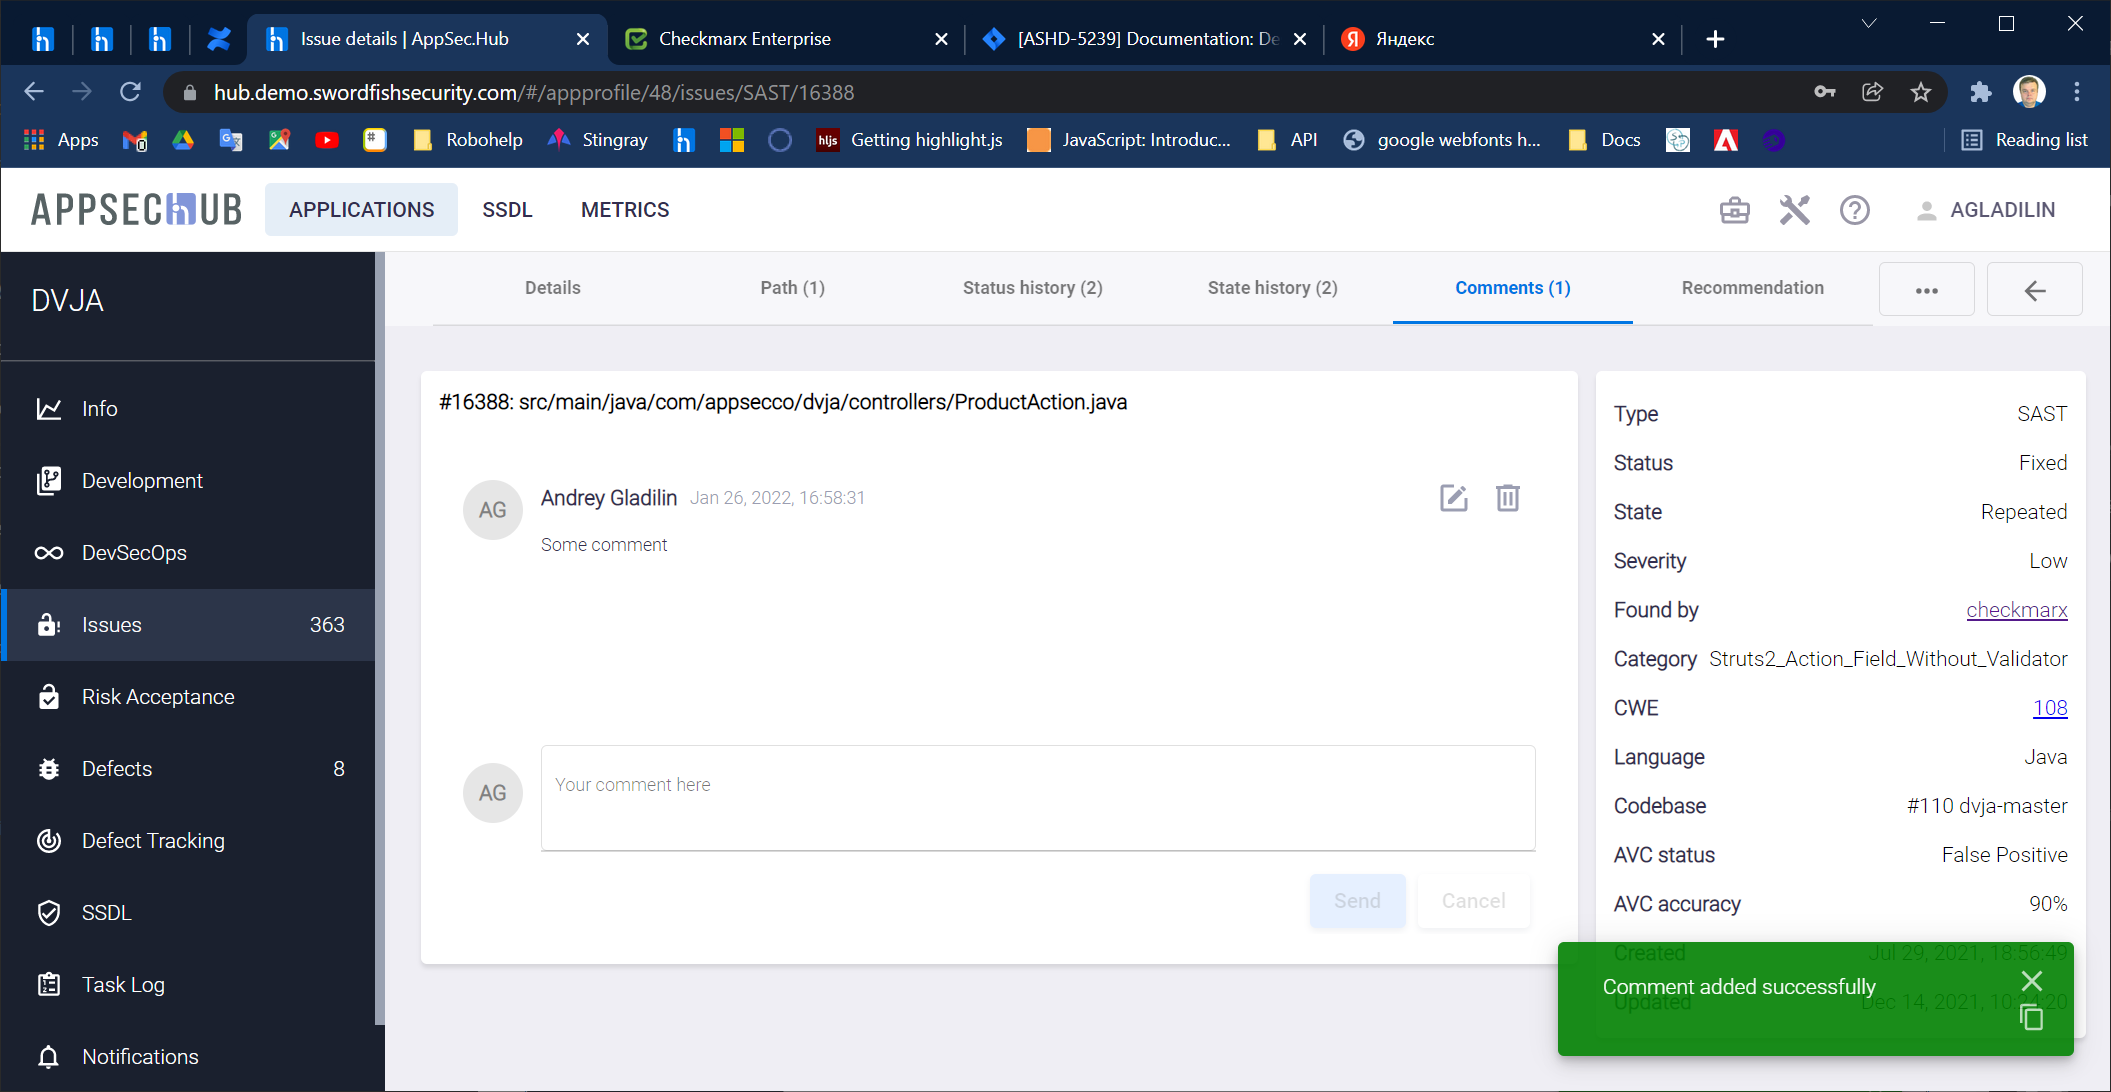 Issue details | AppSec.Hub
Checkmarx Enterprise
[ASHD-5239] Documentation: De
Яндекс
hub.demo.swordfishsecurity.com/#/appprofile/48/issues/SAST/16388
Apps
Robohelp
Stingray
hljs
Getting highlight.js
JavaScript: Introduc...
API
google webfonts h...
Docs
Reading list
APPSECHUB
APPLICATIONS
SSDL
METRICS
AGLADILIN
DVJA
Info
Development
DevSecOps
Issues 363
Risk Acceptance
Defects 8
Defect Tracking
SSDL
Task Log
Notifications
Details
Path (1)
Status history (2)
State history (2)
Comments (1)
Recommendation
#16388: src/main/java/com/appsecco/dvja/controllers/ProductAction.java
AG
Andrey Gladilin Jan 26, 2022, 16:58:31
Some comment
AG
Your comment here
Send
Cancel
Type SAST
Status Fixed
State Repeated
Severity Low
Found by checkmarx
Category Struts2_Action_Field_Without_Validator
CWE 108
Language Java
Codebase #110 dvja-master
AVC status False Positive
AVC accuracy 90%
Created Jul 29, 2021, 18:56:49
Updated Dec 14, 2021, 10:24:20
Comment added successfully